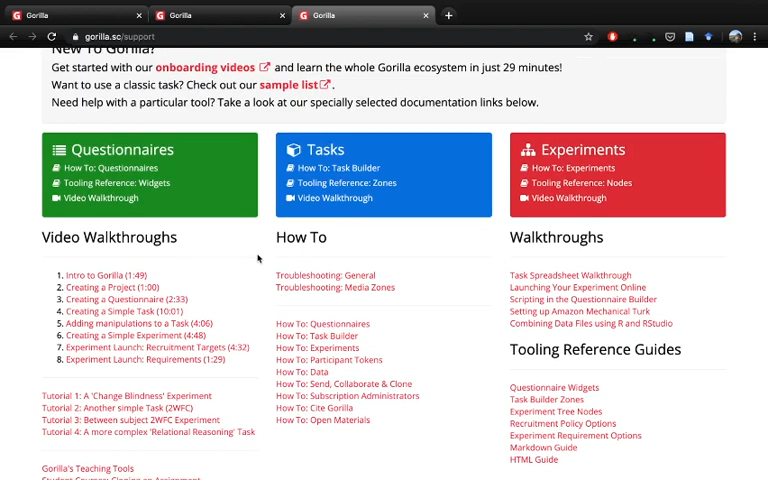 Gorilla
Gorilla
Gorilla
gorilla.sc/support
New To Gorilla?
Get started with our onboarding videos and learn the whole Gorilla ecosystem in just 29 minutes!
Want to use a classic task? Check out our sample list.
Need help with a particular tool? Take a look at our specially selected documentation links below.
Questionnaires
How To: Questionnaires
Tooling Reference: Widgets
Video Walkthrough
Tasks
How To: Task Builder
Tooling Reference: Zones
Video Walkthrough
Experiments
How To: Experiments
Tooling Reference: Nodes
Video Walkthrough
Video Walkthroughs
1. Intro to Gorilla (1:49)
2. Creating a Project (1:00)
3. Creating a Questionnaire (2:33)
4. Creating a Simple Task (10:01)
5. Adding manipulations to a Task (4:06)
6. Creating a Simple Experiment (4:48)
7. Experiment Launch: Recruitment Targets (4:32)
8. Experiment Launch: Requirements (1:29)
Tutorial 1: A 'Change Blindness' Experiment
Tutorial 2: Another simple Task (2WFC)
Tutorial 3: Between subject 2WFC Experiment
Tutorial 4: A more complex 'Relational Reasoning' Task
Gorilla's Teaching Tools
Student Courses: Cloning an Assignment
How To
Troubleshooting: General
Troubleshooting: Media Zones
How To: Questionnaires
How To: Task Builder
How To: Experiments
How To: Participant Tokens
How To: Data
How To: Send, Collaborate & Clone
How To: Subscription Administrators
How To: Cite Gorilla
How To: Open Materials
Walkthroughs
Task Spreadsheet Walkthrough
Launching Your Experiment Online
Scripting in the Questionnaire Builder
Setting up Amazon Mechanical Turk
Combining Data Files using R and RStudio
Tooling Reference Guides
Questionnaire Widgets
Task Builder Zones
Experiment Tree Nodes
Recruitment Policy Options
Experiment Requirement Options
Markdown Guide
HTML Guide